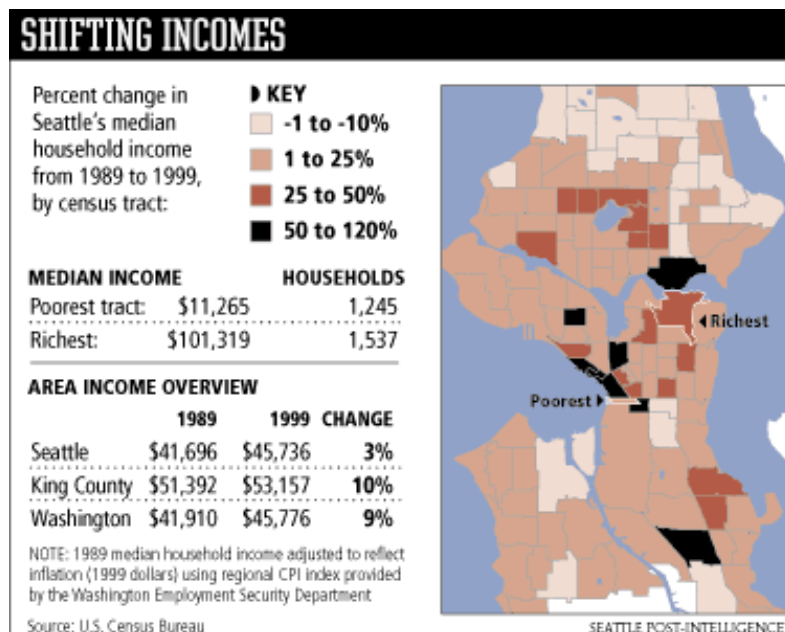 SHIFTING INCOMES
Percent change in
Seattle's median
household income
from 1989 to 1999,
by census tract:
KEY
-1 to -10%
1 to 25%
25 to 50%
50 to 120%
MEDIAN INCOME HOUSEHOLDS
Poorest tract: $11,265 1,245
Richest: $101,319 1,537
AREA INCOME OVERVIEW
1989 1999 CHANGE
Seattle $41,696 $45,736 3%
King County $51,392 $53,157 10%
Washington $41,910 $45,776 9%
NOTE: 1989 median household income adjusted to reflect
inflation (1999 dollars) using regional CPI index provided
by the Washington Employment Security Department
Source: U.S. Census Bureau
Richest
Poorest
SEATTLE POST-INTELLIGENCE